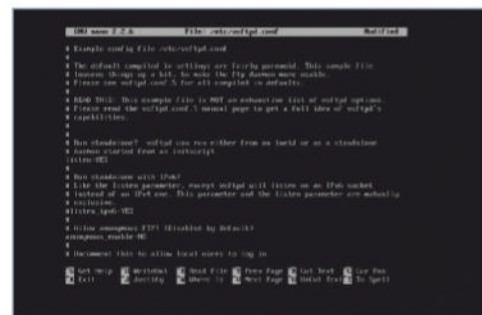 GNU nano 2.2.6 File: /etc/vsftpd.conf Modified
# Example config file /etc/vsftpd.conf
#
# The default compiled in settings are fairly paranoid. This sample file
# loosens things up a bit, to make the ftp daemon more usable.
# Please see vsftpd.conf.5 for all compiled in defaults.
#
# READ THIS: This example file is NOT an exhaustive list of vsftpd options.
# Please read the vsftpd.conf.5 manual page to get a full idea of vsftpd's
# capabilities.
#
#
# Run standalone? vsftpd can run either from an inetd or as a standalone
# daemon started from an initscript.
listen=YES
#
# Run standalone with IPv6?
# Like the listen parameter, except vsftpd will listen on an IPv6 socket
# instead of an IPv4 one. This parameter and the listen parameter are mutually
# exclusive.
#listen_ipv6=YES
#
# Allow anonymous FTP? (Disabled by default)
anonymous_enable=NO
#
# Uncomment this to allow local users to log in.
^G Get Help ^O WriteOut ^R Read File ^Y Prev Page ^K Cut Text ^C Cur Pos
^X Exit ^J Justify ^W Where Is ^V Next Page ^U UnCut Text ^T To Spell